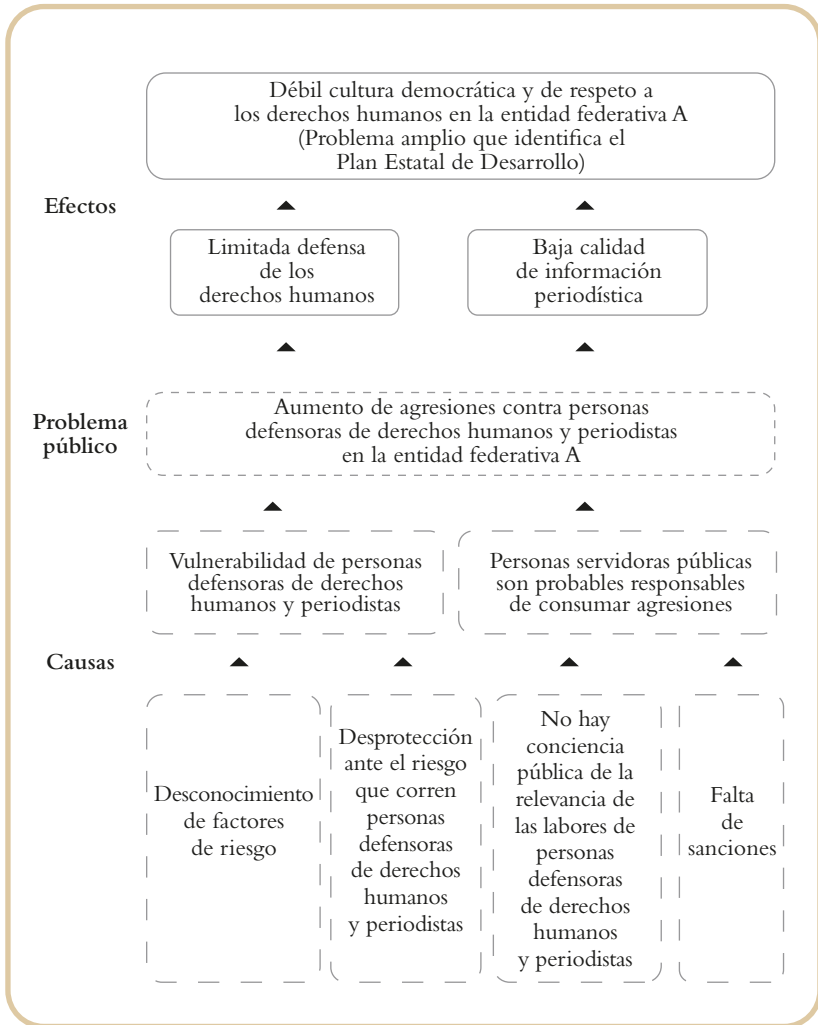 Débil cultura democrática y de respeto a
los derechos humanos en la entidad federativa A
(Problema amplio que identifica el
Plan Estatal de Desarrollo)
Efectos
Limitada defensa
de los
derechos humanos
Baja calidad
de información
periodística
Problema
público
Aumento de agresiones contra personas
defensoras de derechos humanos y periodistas
en la entidad federativa A
Vulnerabilidad de personas
defensoras de derechos
humanos y periodistas
Personas servidoras públicas
son probables responsables
de consumar agresiones
Causas
Desconocimiento
de factores
de riesgo
Desprotección
ante el riesgo
que corren
personas
defensoras
de derechos
humanos
y periodistas
No hay
conciencia
pública de la
relevancia de
las labores de
personas
defensoras
de derechos
humanos
y periodistas
Falta
de
sanciones